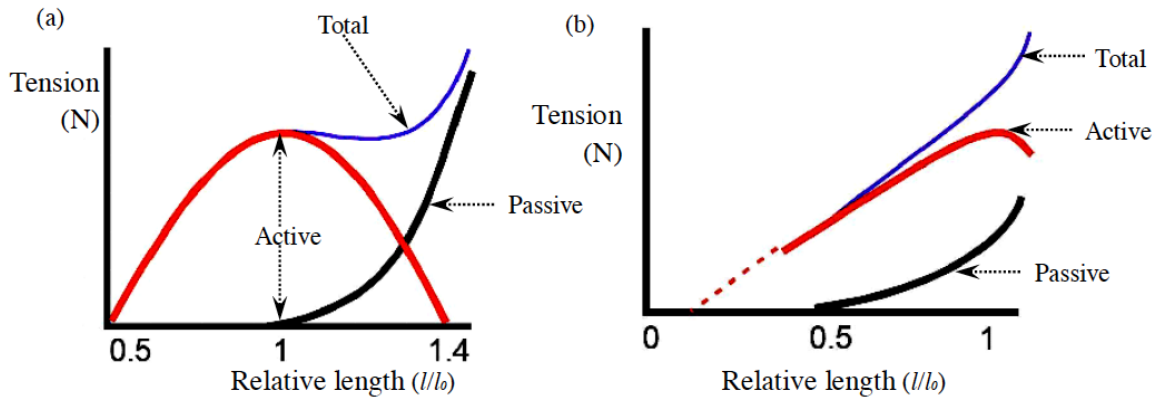 (a)
Total
Tension
(N)
Passive
Active
0.5 1 1.4
Relative length (l/l₀)
(b)
Total
Tension
(N)
Active
Passive
0 0.5 1
Relative length (l/l₀)